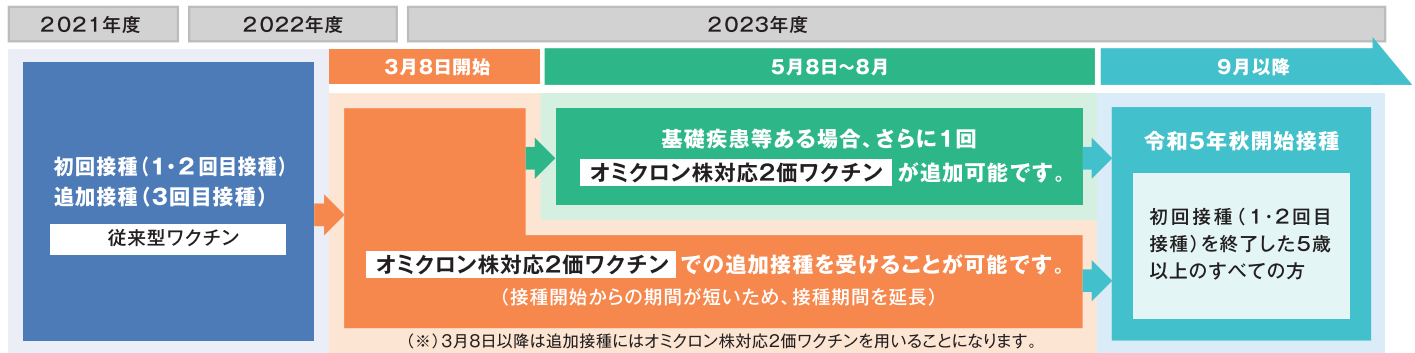 2021年度
2022年度
2023年度
3月8日開始
5月8日～8月
9月以降
初回接種（1・2回目接種）
追加接種（3回目接種）
従来型ワクチン
基礎疾患等ある場合、さらに1回
オミクロン株対応2価ワクチン が追加可能です。
オミクロン株対応2価ワクチン での追加接種を受けることが可能です。
（接種開始からの期間が短いため、接種期間を延長）
（※）3月8日以降は追加接種にはオミクロン株対応2価ワクチンを用いることになります。
令和5年秋開始接種
初回接種（1・2回目
接種）を終了した5歳
以上のすべての方